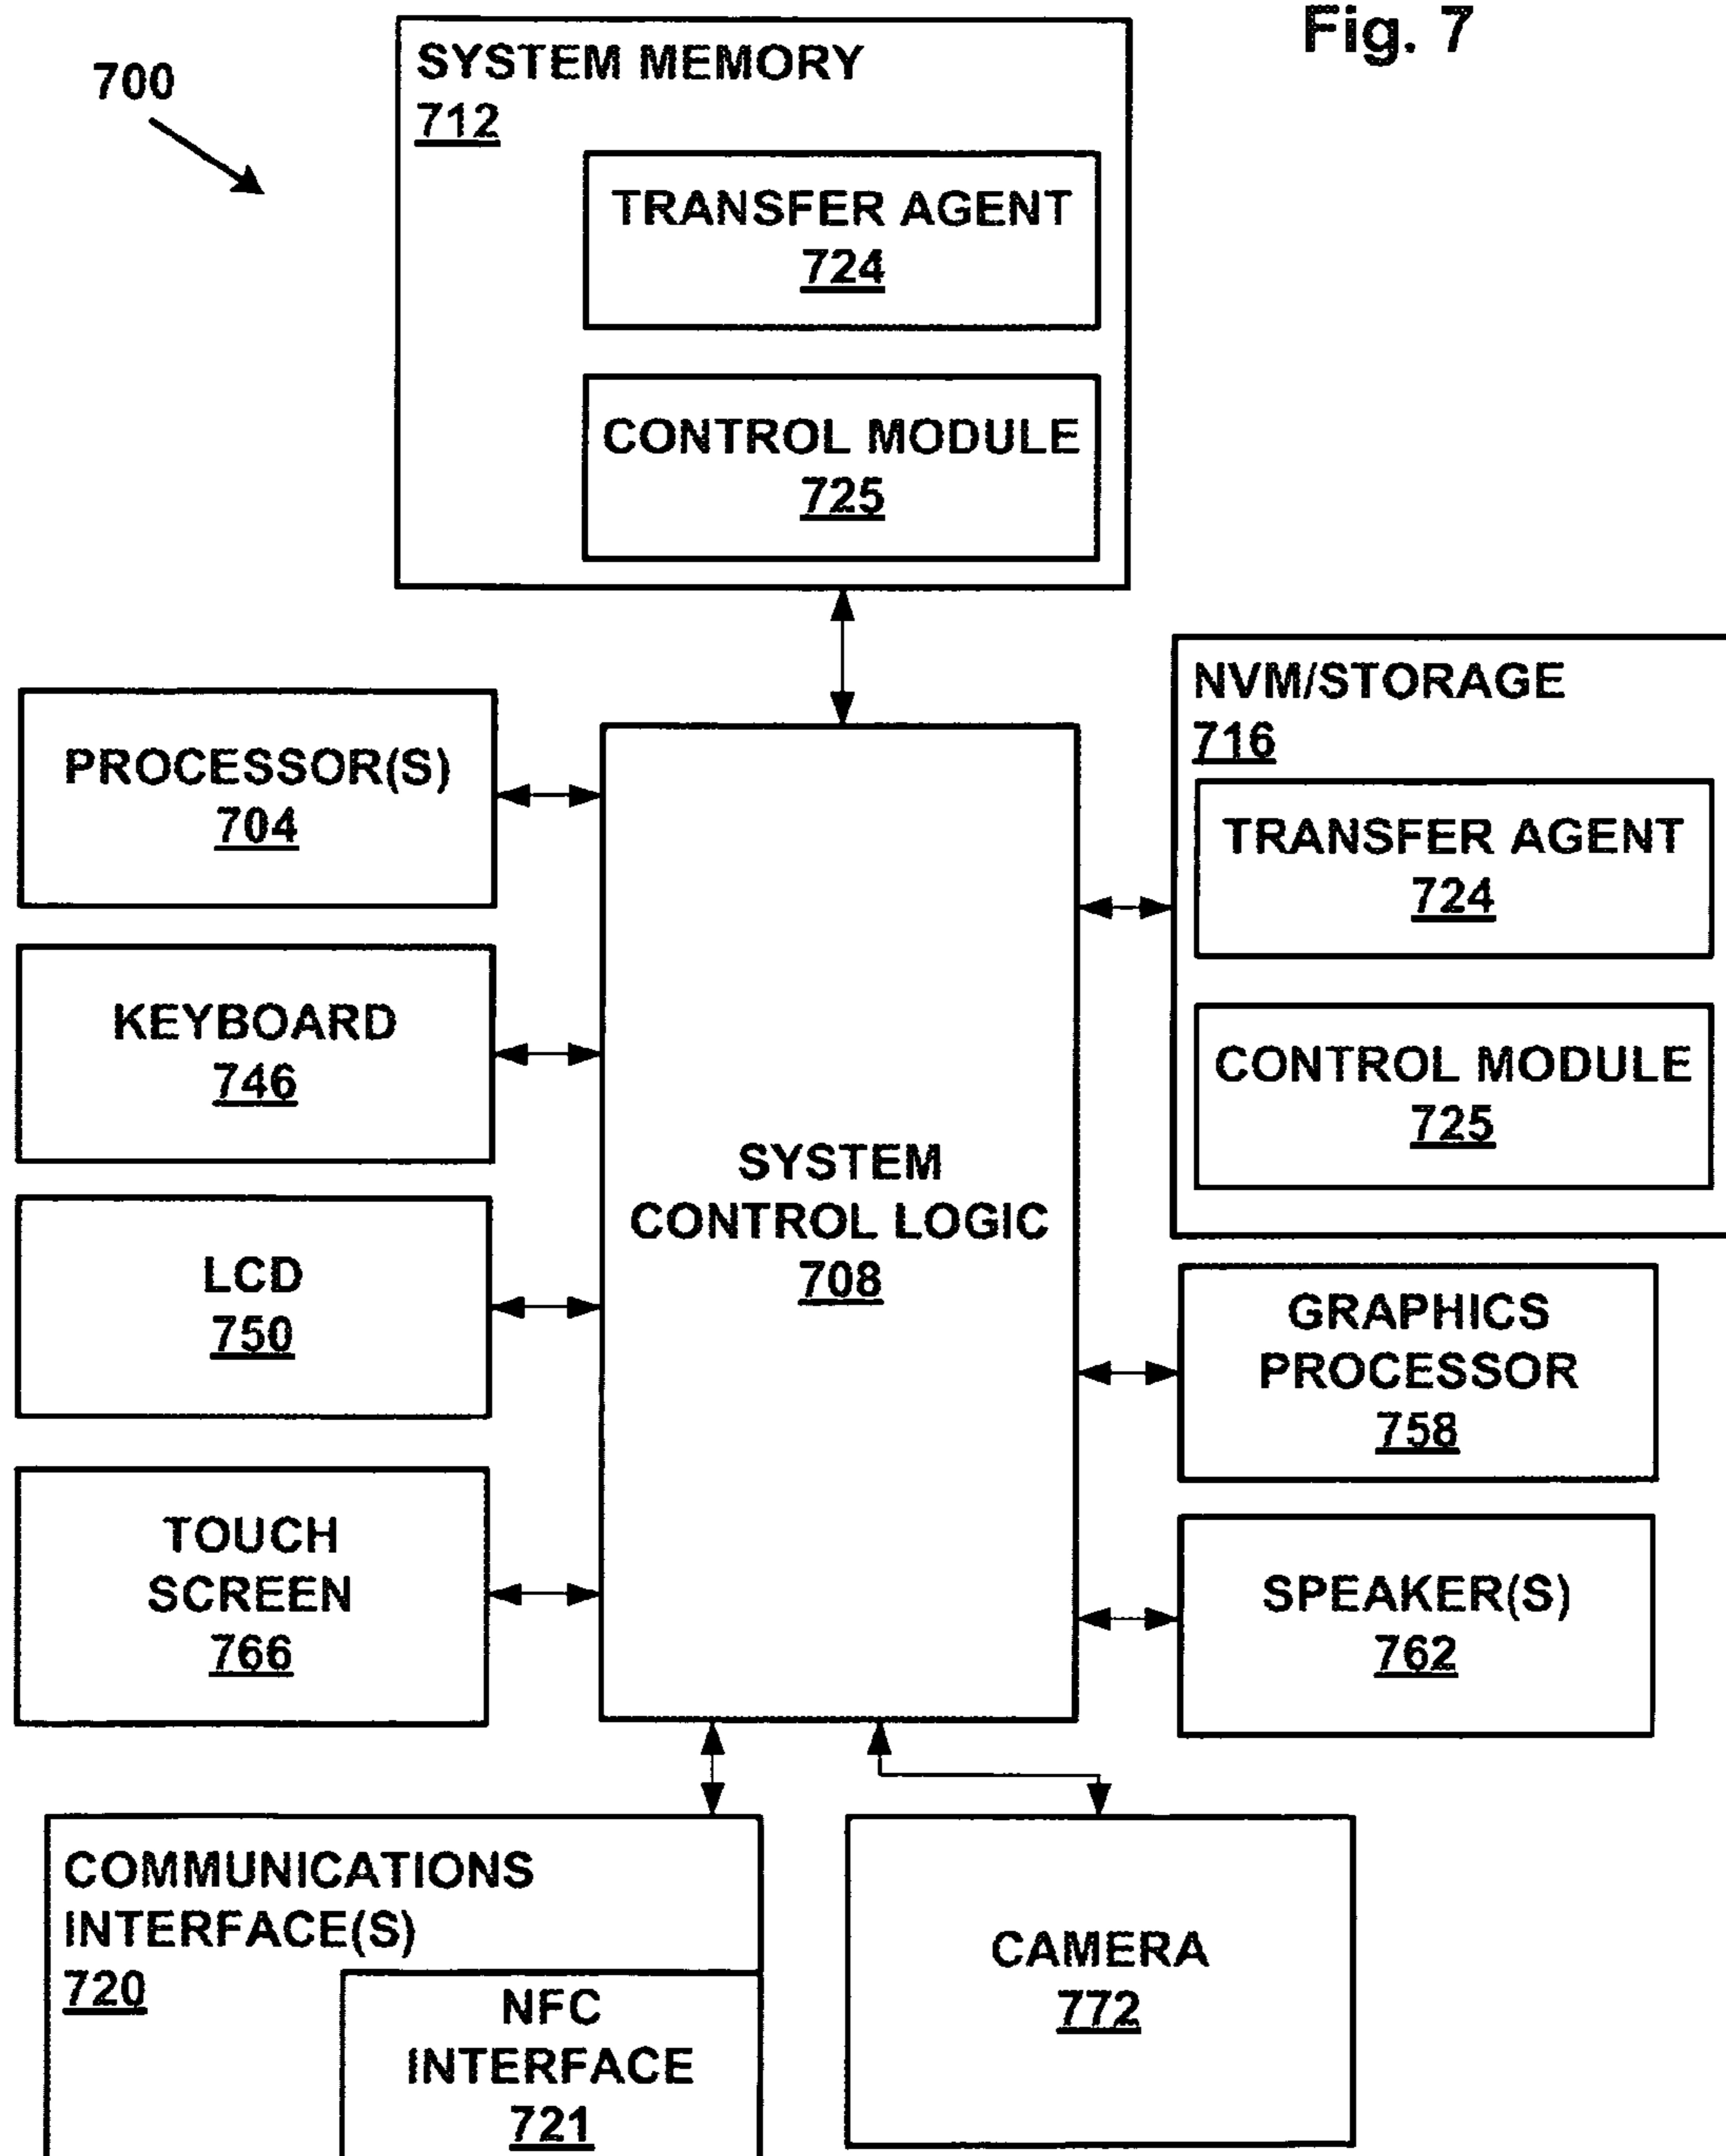 Fig. 7
700
SYSTEM MEMORY
712
TRANSFER AGENT
724
CONTROL MODULE
725
PROCESSOR(S)
704
KEYBOARD
746
LCD
750
TOUCH
SCREEN
766
SYSTEM
CONTROL LOGIC
708
NVM/STORAGE
716
TRANSFER AGENT
724
CONTROL MODULE
725
GRAPHICS
PROCESSOR
758
SPEAKER(S)
762
COMMUNICATIONS
INTERFACE(S)
720
NFC
INTERFACE
721
CAMERA
772